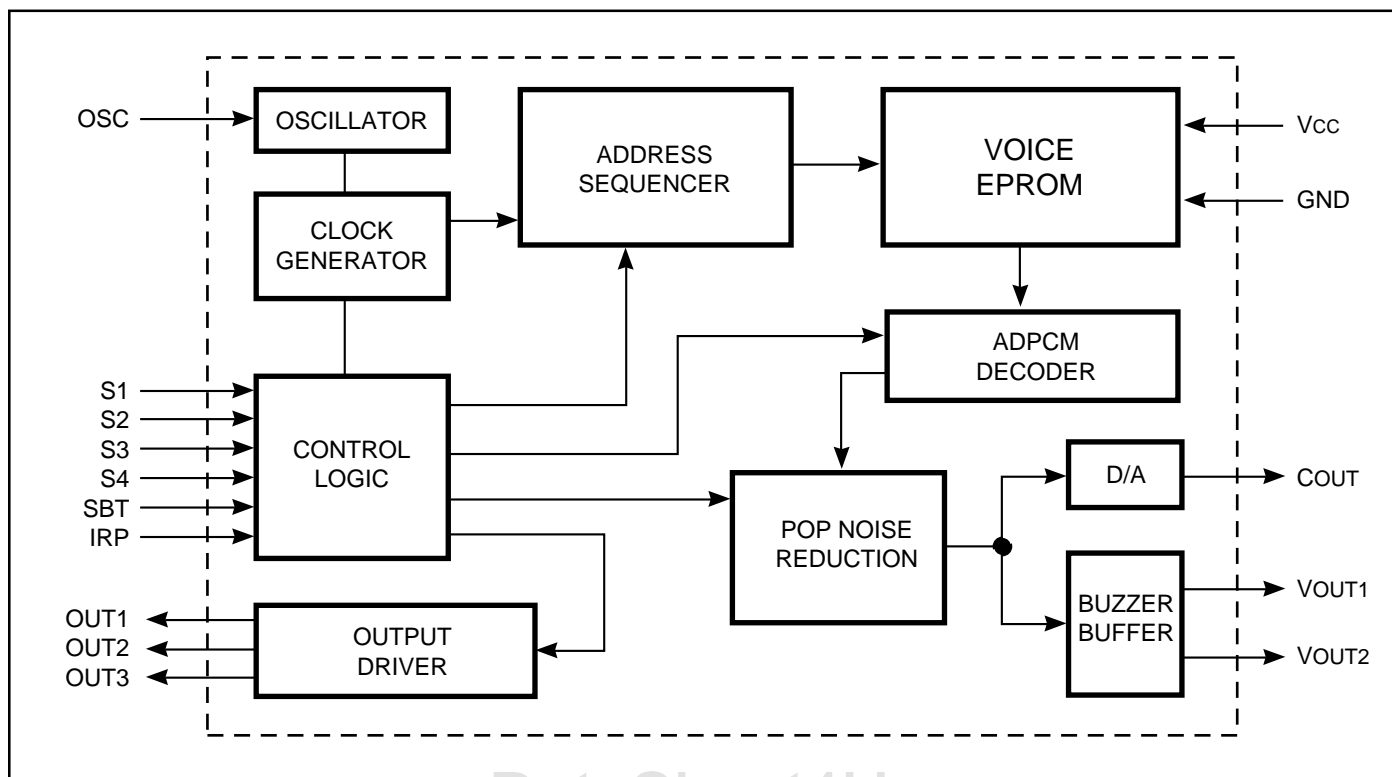 OSC
OSCILLATOR
CLOCK
GENERATOR
ADDRESS
SEQUENCER
VOICE
EPROM
VCC
GND
ADPCM
DECODER
S1
S2
S3
S4
SBT
IRP
CONTROL
LOGIC
POP NOISE
REDUCTION
D/A
COUT
BUZZER
BUFFER
VOUT1
VOUT2
OUT1
OUT2
OUT3
OUTPUT
DRIVER